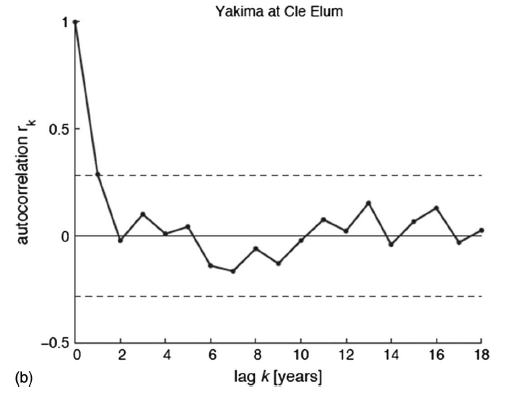 Yakima at Cle Elum
1
0.5
0
−0.5
autocorrelation rk
0 2 4 6 8 10 12 14 16 18
lag k [years]
(b)